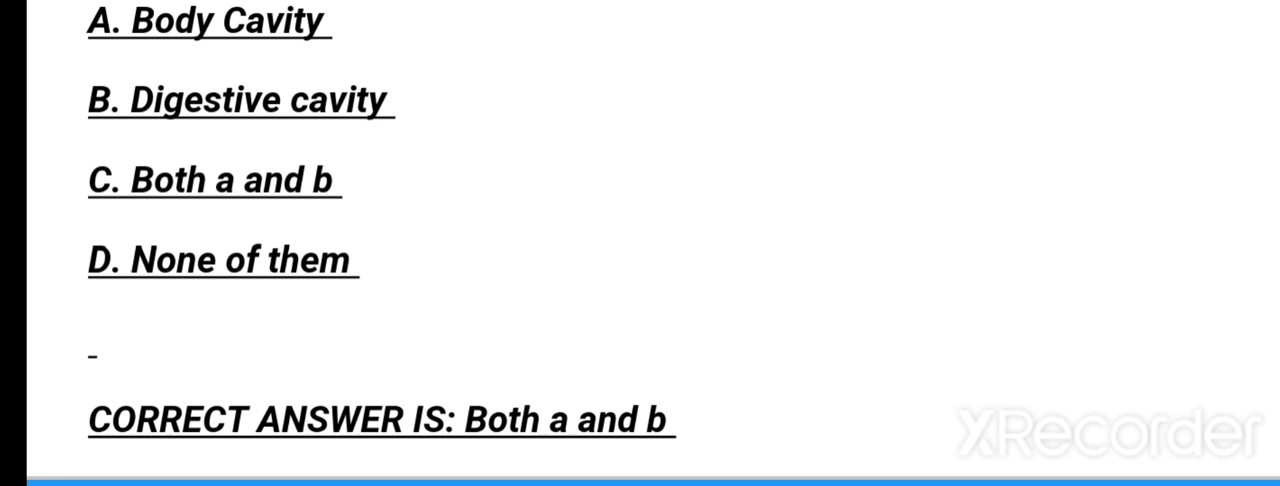 A. Body Cavity
B. Digestive cavity
C. Both a and b
D. None of them
-
CORRECT ANSWER IS: Both a and b
XRecorder